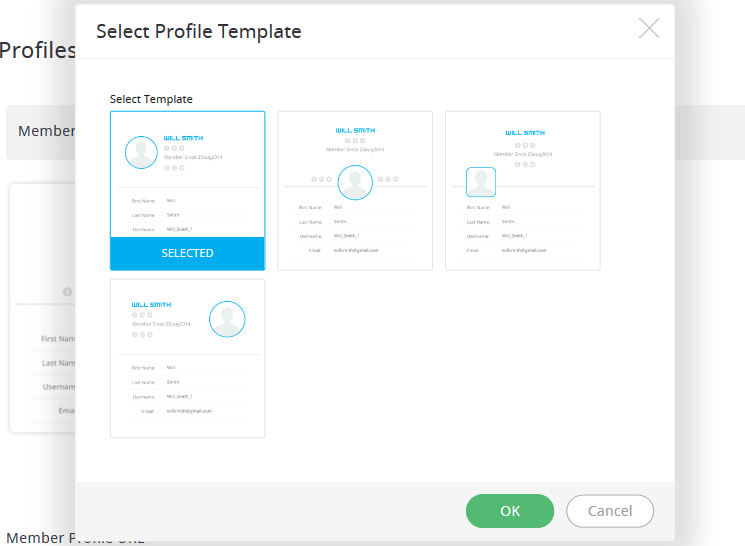 Select Profile Template
Profiles
Select Template
Member
WILL SMITH
Member Since 25aug2014
First Name: Will
Last Name: Smith
Username: Will_Smith_!
SELECTED
WILL SMITH
Member Since 25aug2014
First Name: Will
Last Name: Smith
Username: Will_Smith_!
Email: willsmith@gmail.com
WILL SMITH
Member Since 25aug2014
First Name: Will
Last Name: Smith
Username: Will_Smith_!
Email: willsmith@gmail.com
WILL SMITH
Member Since 25aug2014
First Name: Will
Last Name: Smith
Username: Will_Smith_!
Email: willsmith@gmail.com
First Nam
Last Nam
Usernam
Ema
OK
Cancel
Member Profile URL